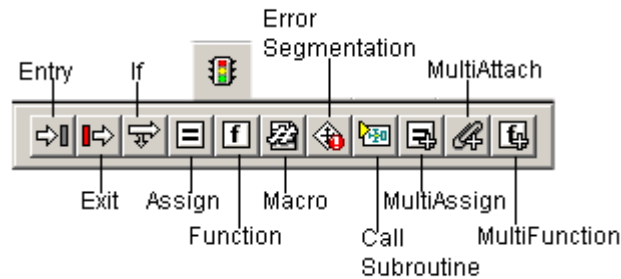 Error
Segmentation
Entry
If
MultiAttach
f
f
Exit
Assign
Macro
MultiAssign
Function
Call
Subroutine
MultiFunction